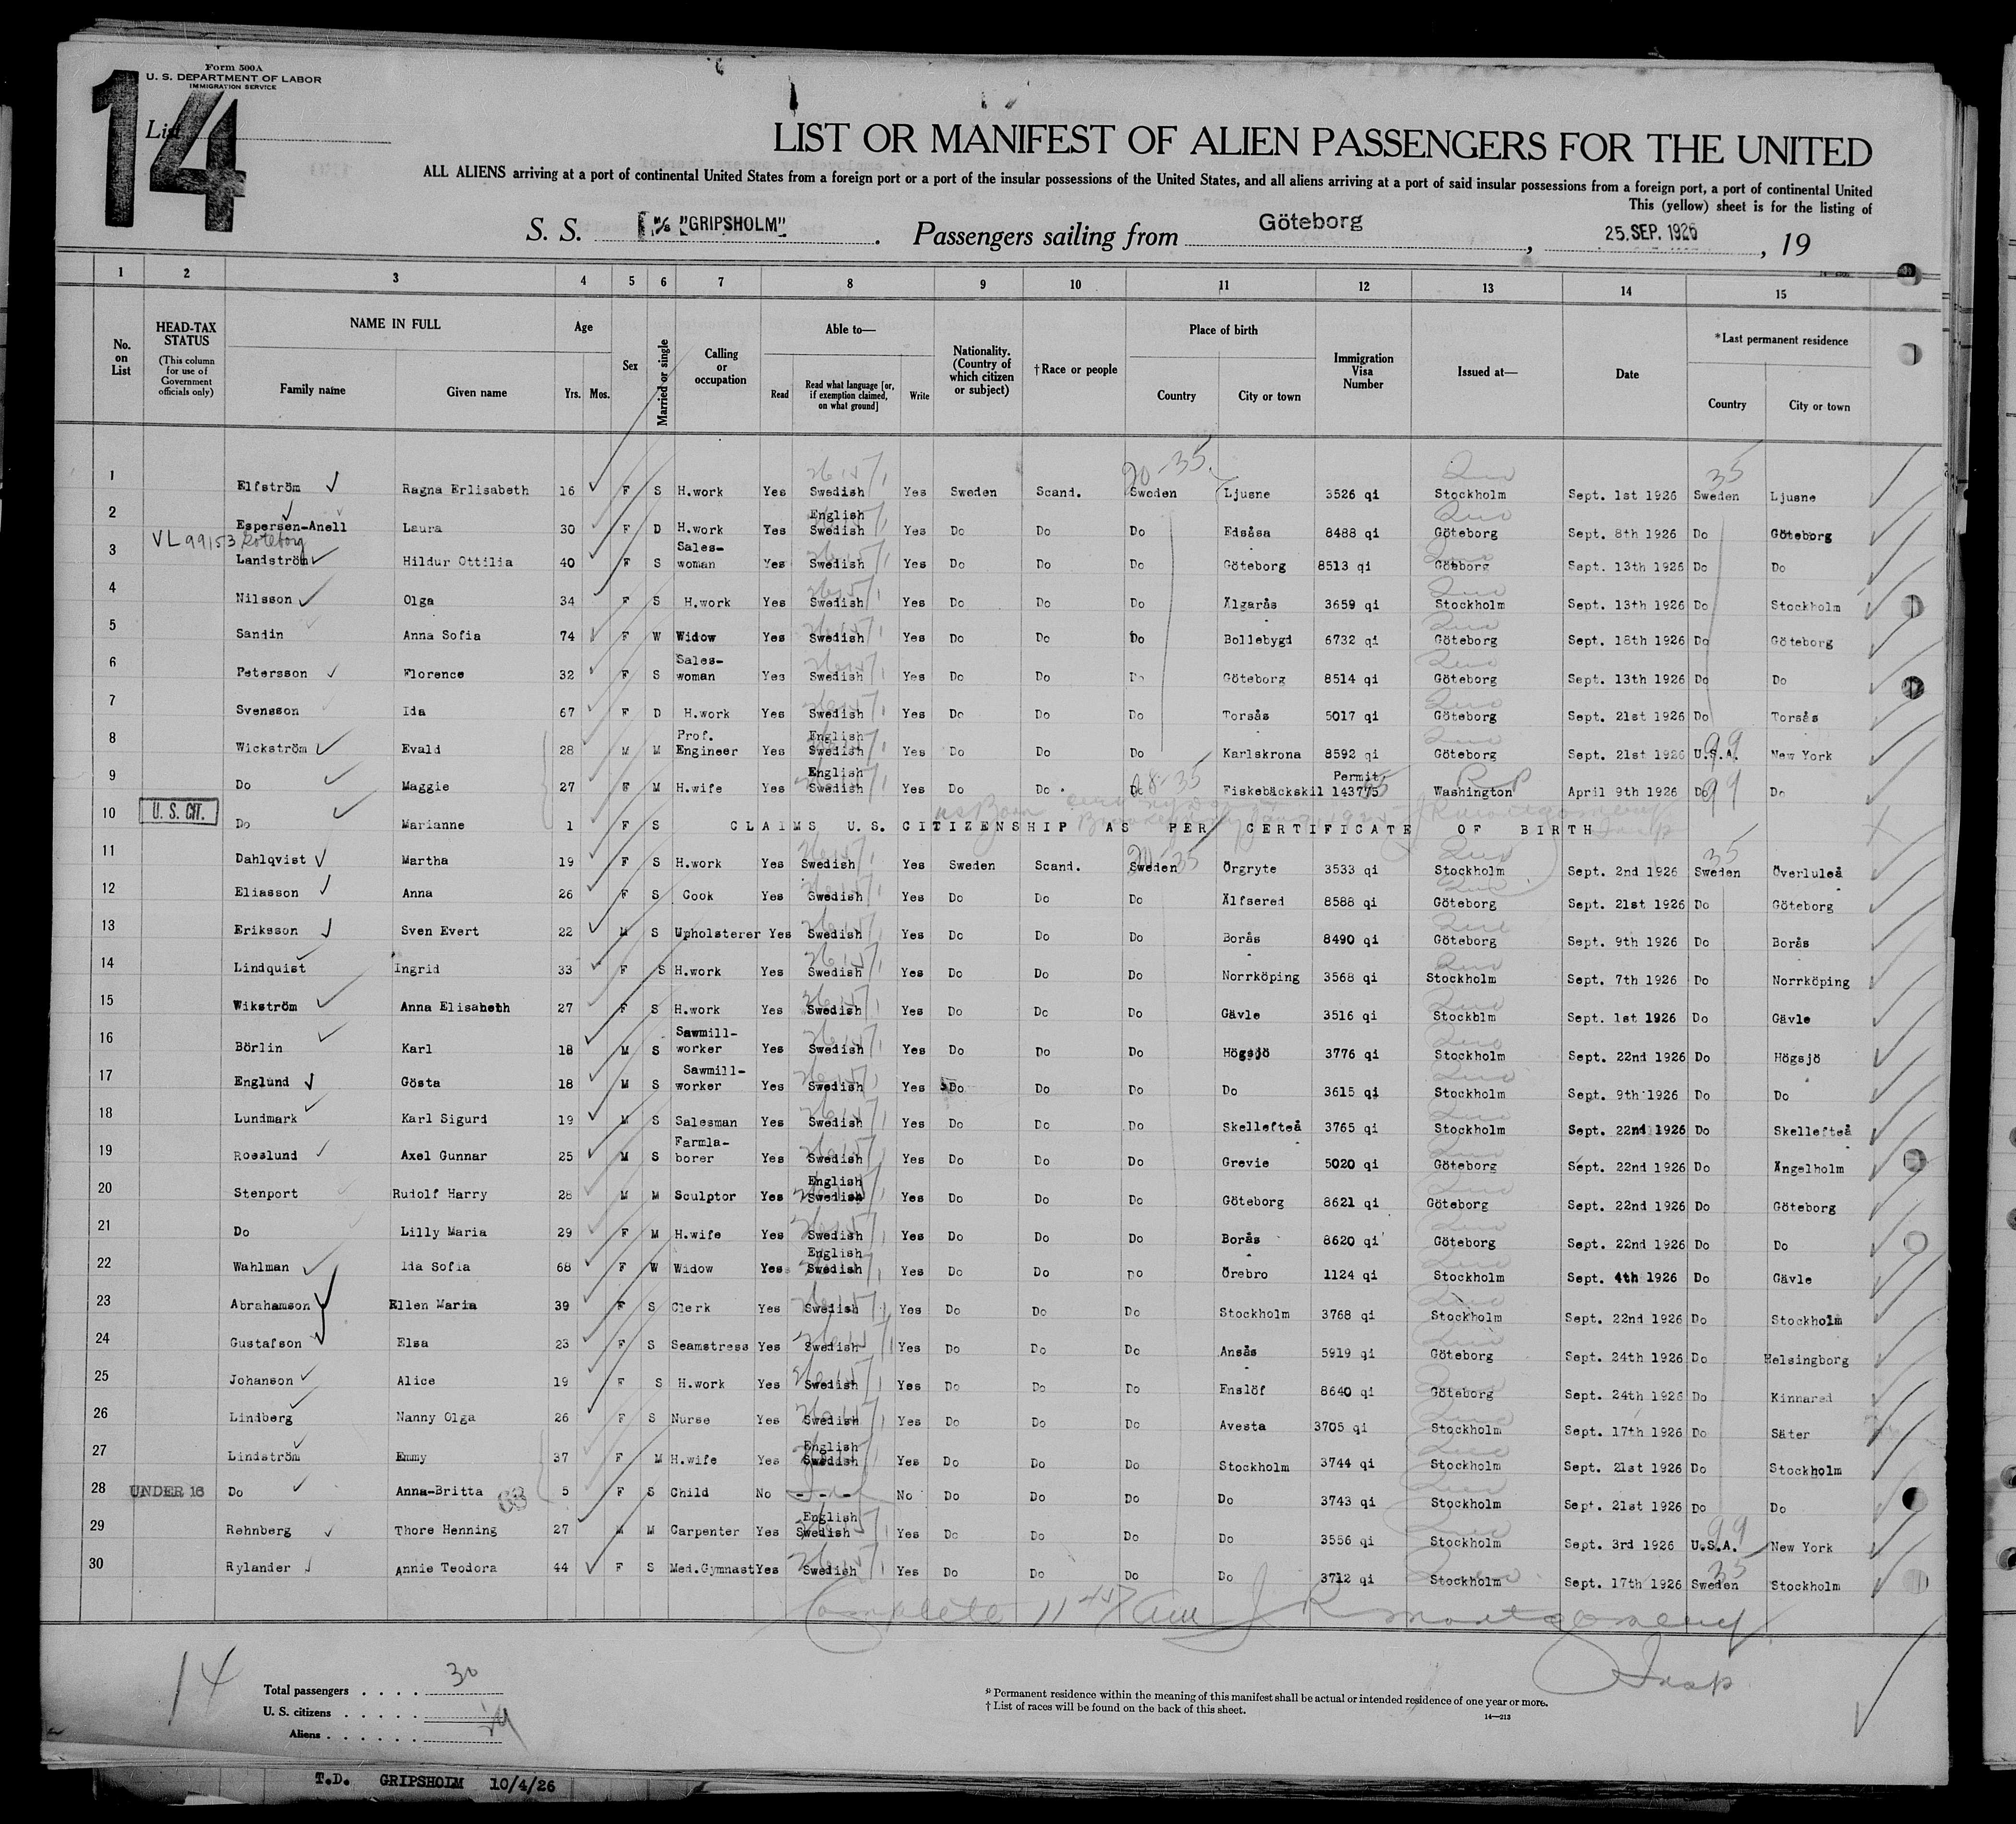 Form 500A
U. S. DEPARTMENT OF LABOR
IMMIGRATION SERVICE
14
List
LIST OR MANIFEST OF ALIEN PASSENGERS FOR THE UNITED
ALL ALIENS arriving at a port of continental United States from a foreign port or a port of the insular possessions of the United States, and all aliens arriving at a port of said insular possessions from a foreign port, a port of continental United
This (yellow) sheet is for the listing of
S. S. M/S "GRIPSHOLM". Passengers sailing from Göteborg, 25. SEP. 1926, 19
1 2 3 4 5 6 7 8 9 10 11 12 13 14 15
No. on List
HEAD-TAX STATUS
(This column for use of Government officials only)
NAME IN FULL
Family name Given name
Age
Yrs. Mos.
Sex
Married or single
Calling or occupation
Able to—
Read
Read what language [or, if exemption claimed, on what ground]
Write
Nationality. (Country of which citizen or subject)
†Race or people
Place of birth
Country City or town
Immigration Visa Number
Issued at—
Date
*Last permanent residence
Country City or town
20-35 35
1 Elfström Ragna Erlisabeth 16 F S H.work Yes Swedish Yes Sweden Scand. Sweden Ljusne 3526 qi Stockholm Sept. 1st 1926 Sweden Ljusne
2 Espersen-Anell Laura 30 F D H.work Yes English Swedish Yes Do Do Do Edsåsa 8488 qi Göteborg Sept. 8th 1926 Do Göteborg
VL 99153 Göteborg
3 Landström Hildur Ottilia 40 F S Sales-woman Yes Swedish Yes Do Do Do Göteborg 8513 qi Göteborg Sept. 13th 1926 Do Do
4 Nilsson Olga 34 F S H.work Yes Swedish Yes Do Do Do Älgarås 3659 qi Stockholm Sept. 13th 1926 Do Stockholm
5 Sandin Anna Sofia 74 F W Widow Yes Swedish Yes Do Do Do Bollebygd 6732 qi Göteborg Sept. 18th 1926 Do Göteborg
6 Petersson Florence 32 F S Sales-woman Yes Swedish Yes Do Do Do Göteborg 8514 qi Göteborg Sept. 13th 1926 Do Do
7 Svensson Ida 67 F D H.work Yes Swedish Yes Do Do Do Torsås 5017 qi Göteborg Sept. 21st 1926 Do Torsås
8 Wickström Evald 28 M M Prof. Engineer Yes English Swedish Yes Do Do Do Karlskrona 8592 qi Göteborg Sept. 21st 1926 U.S.A. New York
9 Do Maggie 27 F M H.wife Yes English Swedish Yes Do Do Do Fiskebäckskil Permit 143775 Washington April 9th 1926 Do Do
10 U. S. CIT. Do Marianne 1 F S CLAIMS U.S. CITIZENSHIP AS PER CERTIFICATE OF BIRTH
11 Dahlqvist Martha 19 F S H.work Yes Swedish Yes Sweden Scand. Sweden Örgryte 3533 qi Stockholm Sept. 2nd 1926 Sweden Överluleå
12 Eliasson Anna 26 F S Cook Yes Swedish Yes Do Do Do Älfsered 8588 qi Göteborg Sept. 21st 1926 Do Göteborg
13 Eriksson Sven Evert 22 M S Upholsterer Yes Swedish Yes Do Do Do Borås 8490 qi Göteborg Sept. 9th 1926 Do Borås
14 Lindquist Ingrid 33 F S H.work Yes Swedish Yes Do Do Do Norrköping 3568 qi Stockholm Sept. 7th 1926 Do Norrköping
15 Wikström Anna Elisabeth 27 F S H.work Yes Swedish Yes Do Do Do Gävle 3516 qi Stockhlm Sept. 1st 1926 Do Gävle
16 Börlin Karl 18 M S Sawmill-worker Yes Swedish Yes Do Do Do Högsjö 3776 qi Stockholm Sept. 22nd 1926 Do Högsjö
17 Englund Gösta 18 M S Sawmill-worker Yes Swedish Yes Do Do Do Do 3615 qi Stockholm Sept. 9th 1926 Do Do
18 Lundmark Karl Sigurd 19 M S Salesman Yes Swedish Yes Do Do Do Skellefteå 3765 qi Stockholm Sept. 22nd 1926 Do Skellefteå
19 Rosslund Axel Gunnar 25 M S Farmla-borer Yes Swedish Yes Do Do Do Grevie 5020 qi Göteborg Sept. 22nd 1926 Do Ängelholm
20 Stenport Rudolf Harry 28 M M Sculptor Yes English Swedish Yes Do Do Do Göteborg 8621 qi Göteborg Sept. 22nd 1926 Do Göteborg
21 Do Lilly Maria 29 F M H.wife Yes Swedish Yes Do Do Do Borås 8620 qi Göteborg Sept. 22nd 1926 Do Do
22 Wahlman Ida Sofia 68 F W Widow Yes English Swedish Yes Do Do Do Örebro 1124 qi Stockholm Sept. 4th 1926 Do Gävle
23 Abrahamson Ellen Maria 39 F S Clerk Yes Swedish Yes Do Do Do Stockholm 3768 qi Stockholm Sept. 22nd 1926 Do Stockholm
24 Gustafson Elsa 23 F S Seamstress Yes Swedish Yes Do Do Do Ansås 5919 qi Göteborg Sept. 24th 1926 Do Helsingborg
25 Johanson Alice 19 F S H.work Yes Swedish Yes Do Do Do Enslöf 8640 qi Göteborg Sept. 24th 1926 Do Kinnared
26 Lindberg Nanny Olga 26 F S Nurse Yes Swedish Yes Do Do Do Avesta 3705 qi Stockholm Sept. 17th 1926 Do Säter
27 Lindström Emmy 37 F M H.wife Yes English Swedish Yes Do Do Do Stockholm 3744 qi Stockholm Sept. 21st 1926 Do Stockholm
28 UNDER 16 Do Anna-Britta 5 F S Child No - - - No Do Do Do Do 3743 qi Stockholm Sept. 21st 1926 Do Do
29 Rehnberg Thore Henning 27 M M Carpenter Yes English Swedish Yes Do Do Do Do 3556 qi Stockholm Sept. 3rd 1926 U.S.A. New York
30 Rylander Annie Teodora 44 F S Med.Gymnast Yes Swedish Yes Do Do Do Do 3712 qi Stockholm Sept. 17th 1926 Sweden Stockholm
Complete 11 45 am J R Montgomery
Insp
14
Total passengers . . . . 30
U. S. citizens . . . . .
Aliens . . . . . . 29
* Permanent residence within the meaning of this manifest shall be actual or intended residence of one year or more.
† List of races will be found on the back of this sheet.
14—213
T.D. GRIPSHOLM 10/4/26